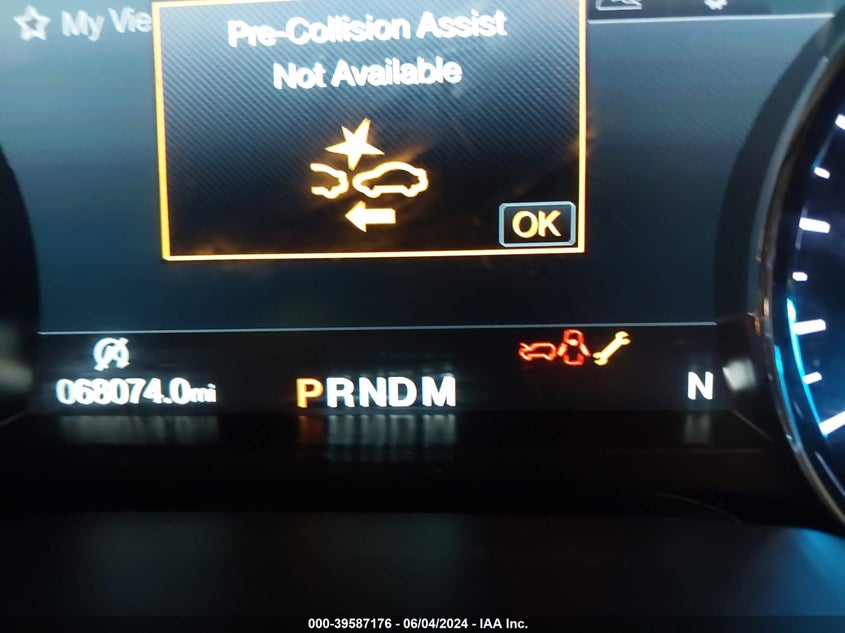 My Vie
Pre-Collision Assist
Not Available
OK
068074.0mi
PRNDM
N
000-39587176 - 06/04/2024 - IAA Inc.